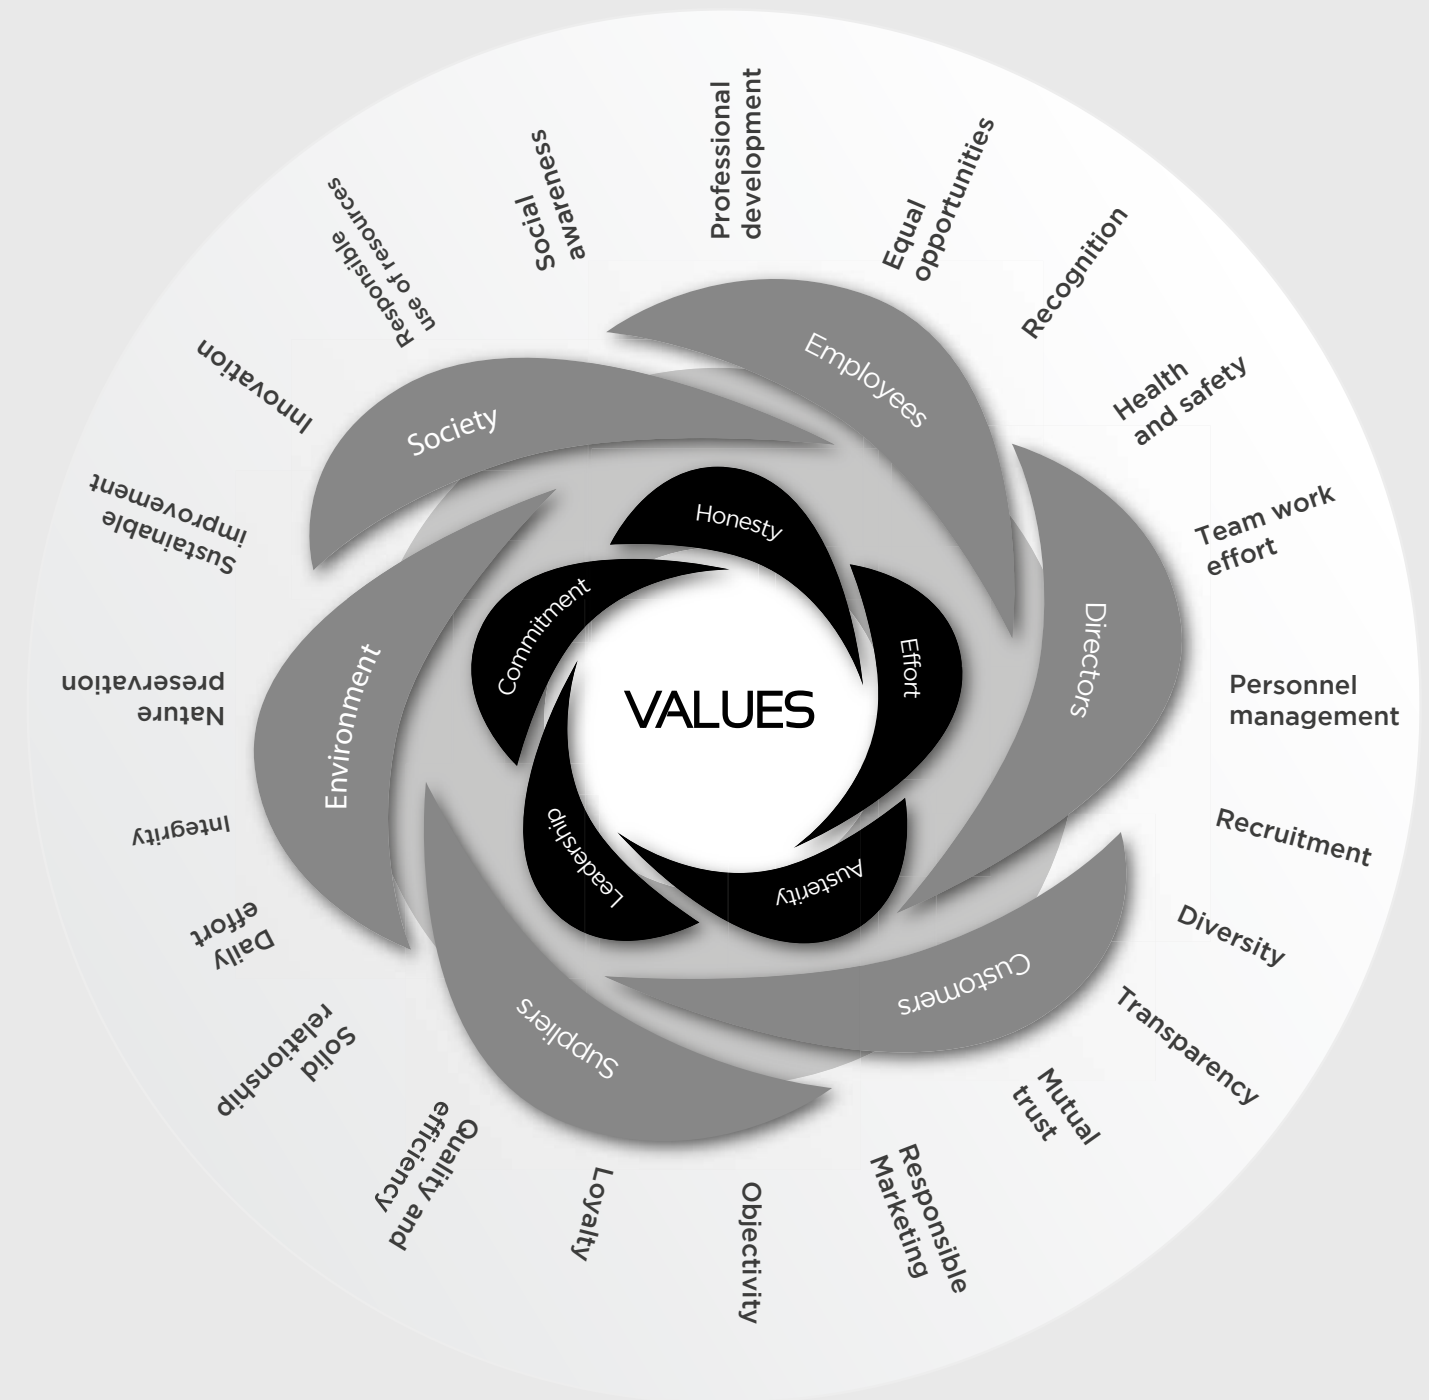 VALUES
Honesty
Effort
Austerity
Leadership
Commitment
Employees
Directors
Customers
Suppliers
Environment
Society
Professional
development
Equal
opportunities
Recognition
Health
and safety
Team work
effort
Personnel
management
Recruitment
Diversity
Transparency
Mutual
trust
Responsible
Marketing
Objectivity
Loyalty
Quality and
efficiency
Solid
relationship
Daily
effort
Integrity
Nature
preservation
Sustainable
improvement
Innovation
Responsible
use of resources
Social
awareness